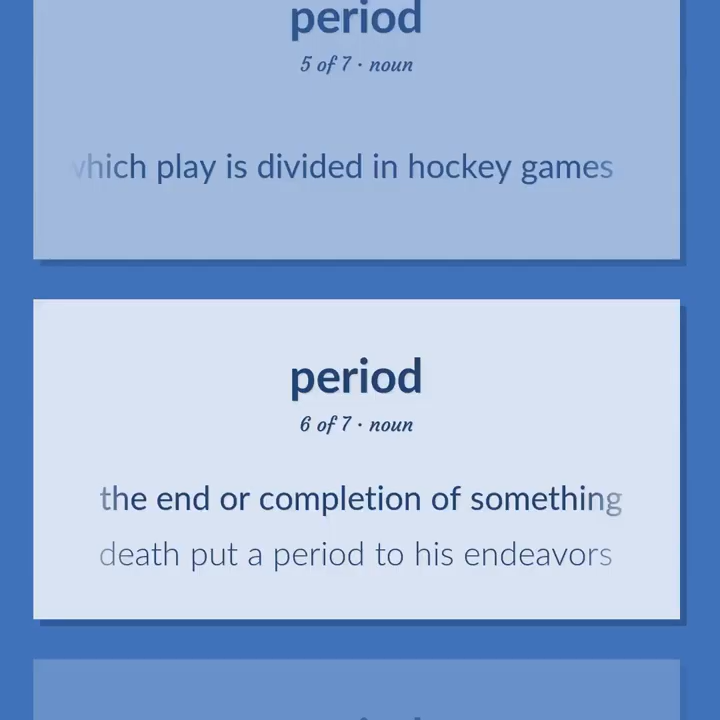 period
5 of 7 · noun
which play is divided in hockey games
period
6 of 7 · noun
the end or completion of something
death put a period to his endeavors